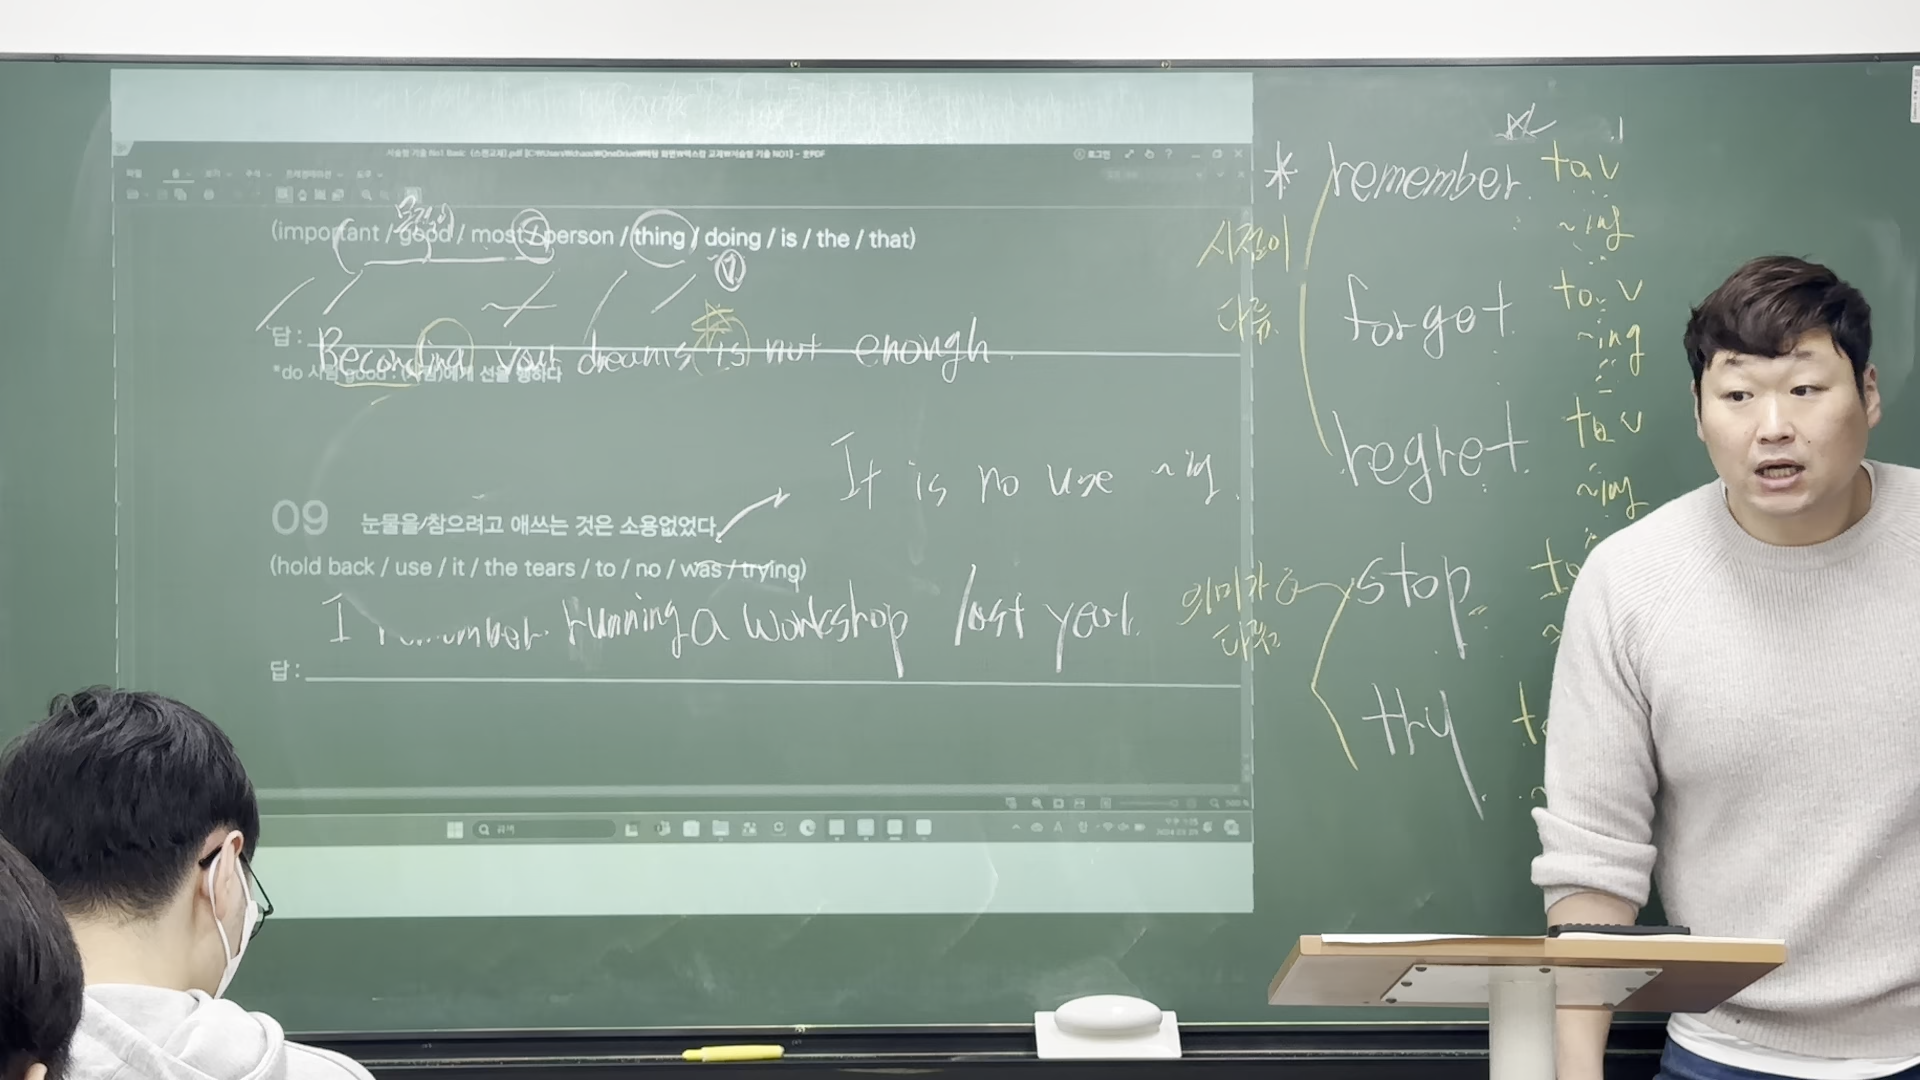 (important / good / most / person / thing / doing / is / the / that)
답 :
your dreams is not enough.
*do 사람 good : (사람)에게 선을 행하다
It is no use ~ing.
09 눈물을 참으려고 애쓰는 것은 소용없었다.
(hold back / use / it / the tears / to / no / was / trying)
I remember running a workshop last year.
답 :
* remember to v
~ing
시점이
다름
forget to v
~ing
regret to v
~ing
의미가
다름
stop to
try to